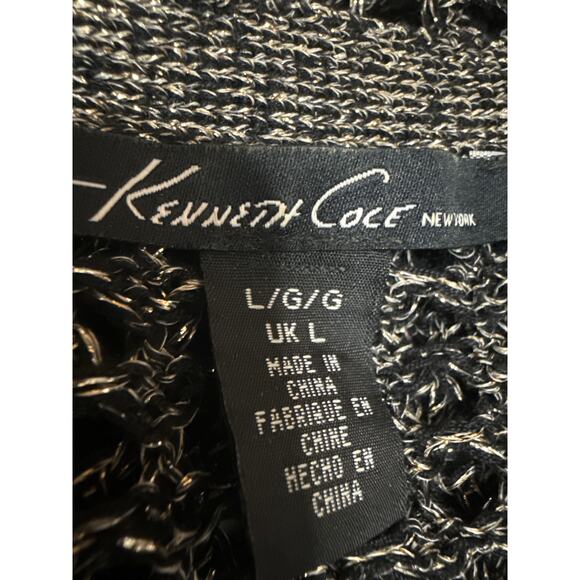 KENNETH COLE NEW YORK
L/G/G
UK L
MADE IN
CHINA
FABRIQUE EN
CHINE
HECHO EN
CHINA